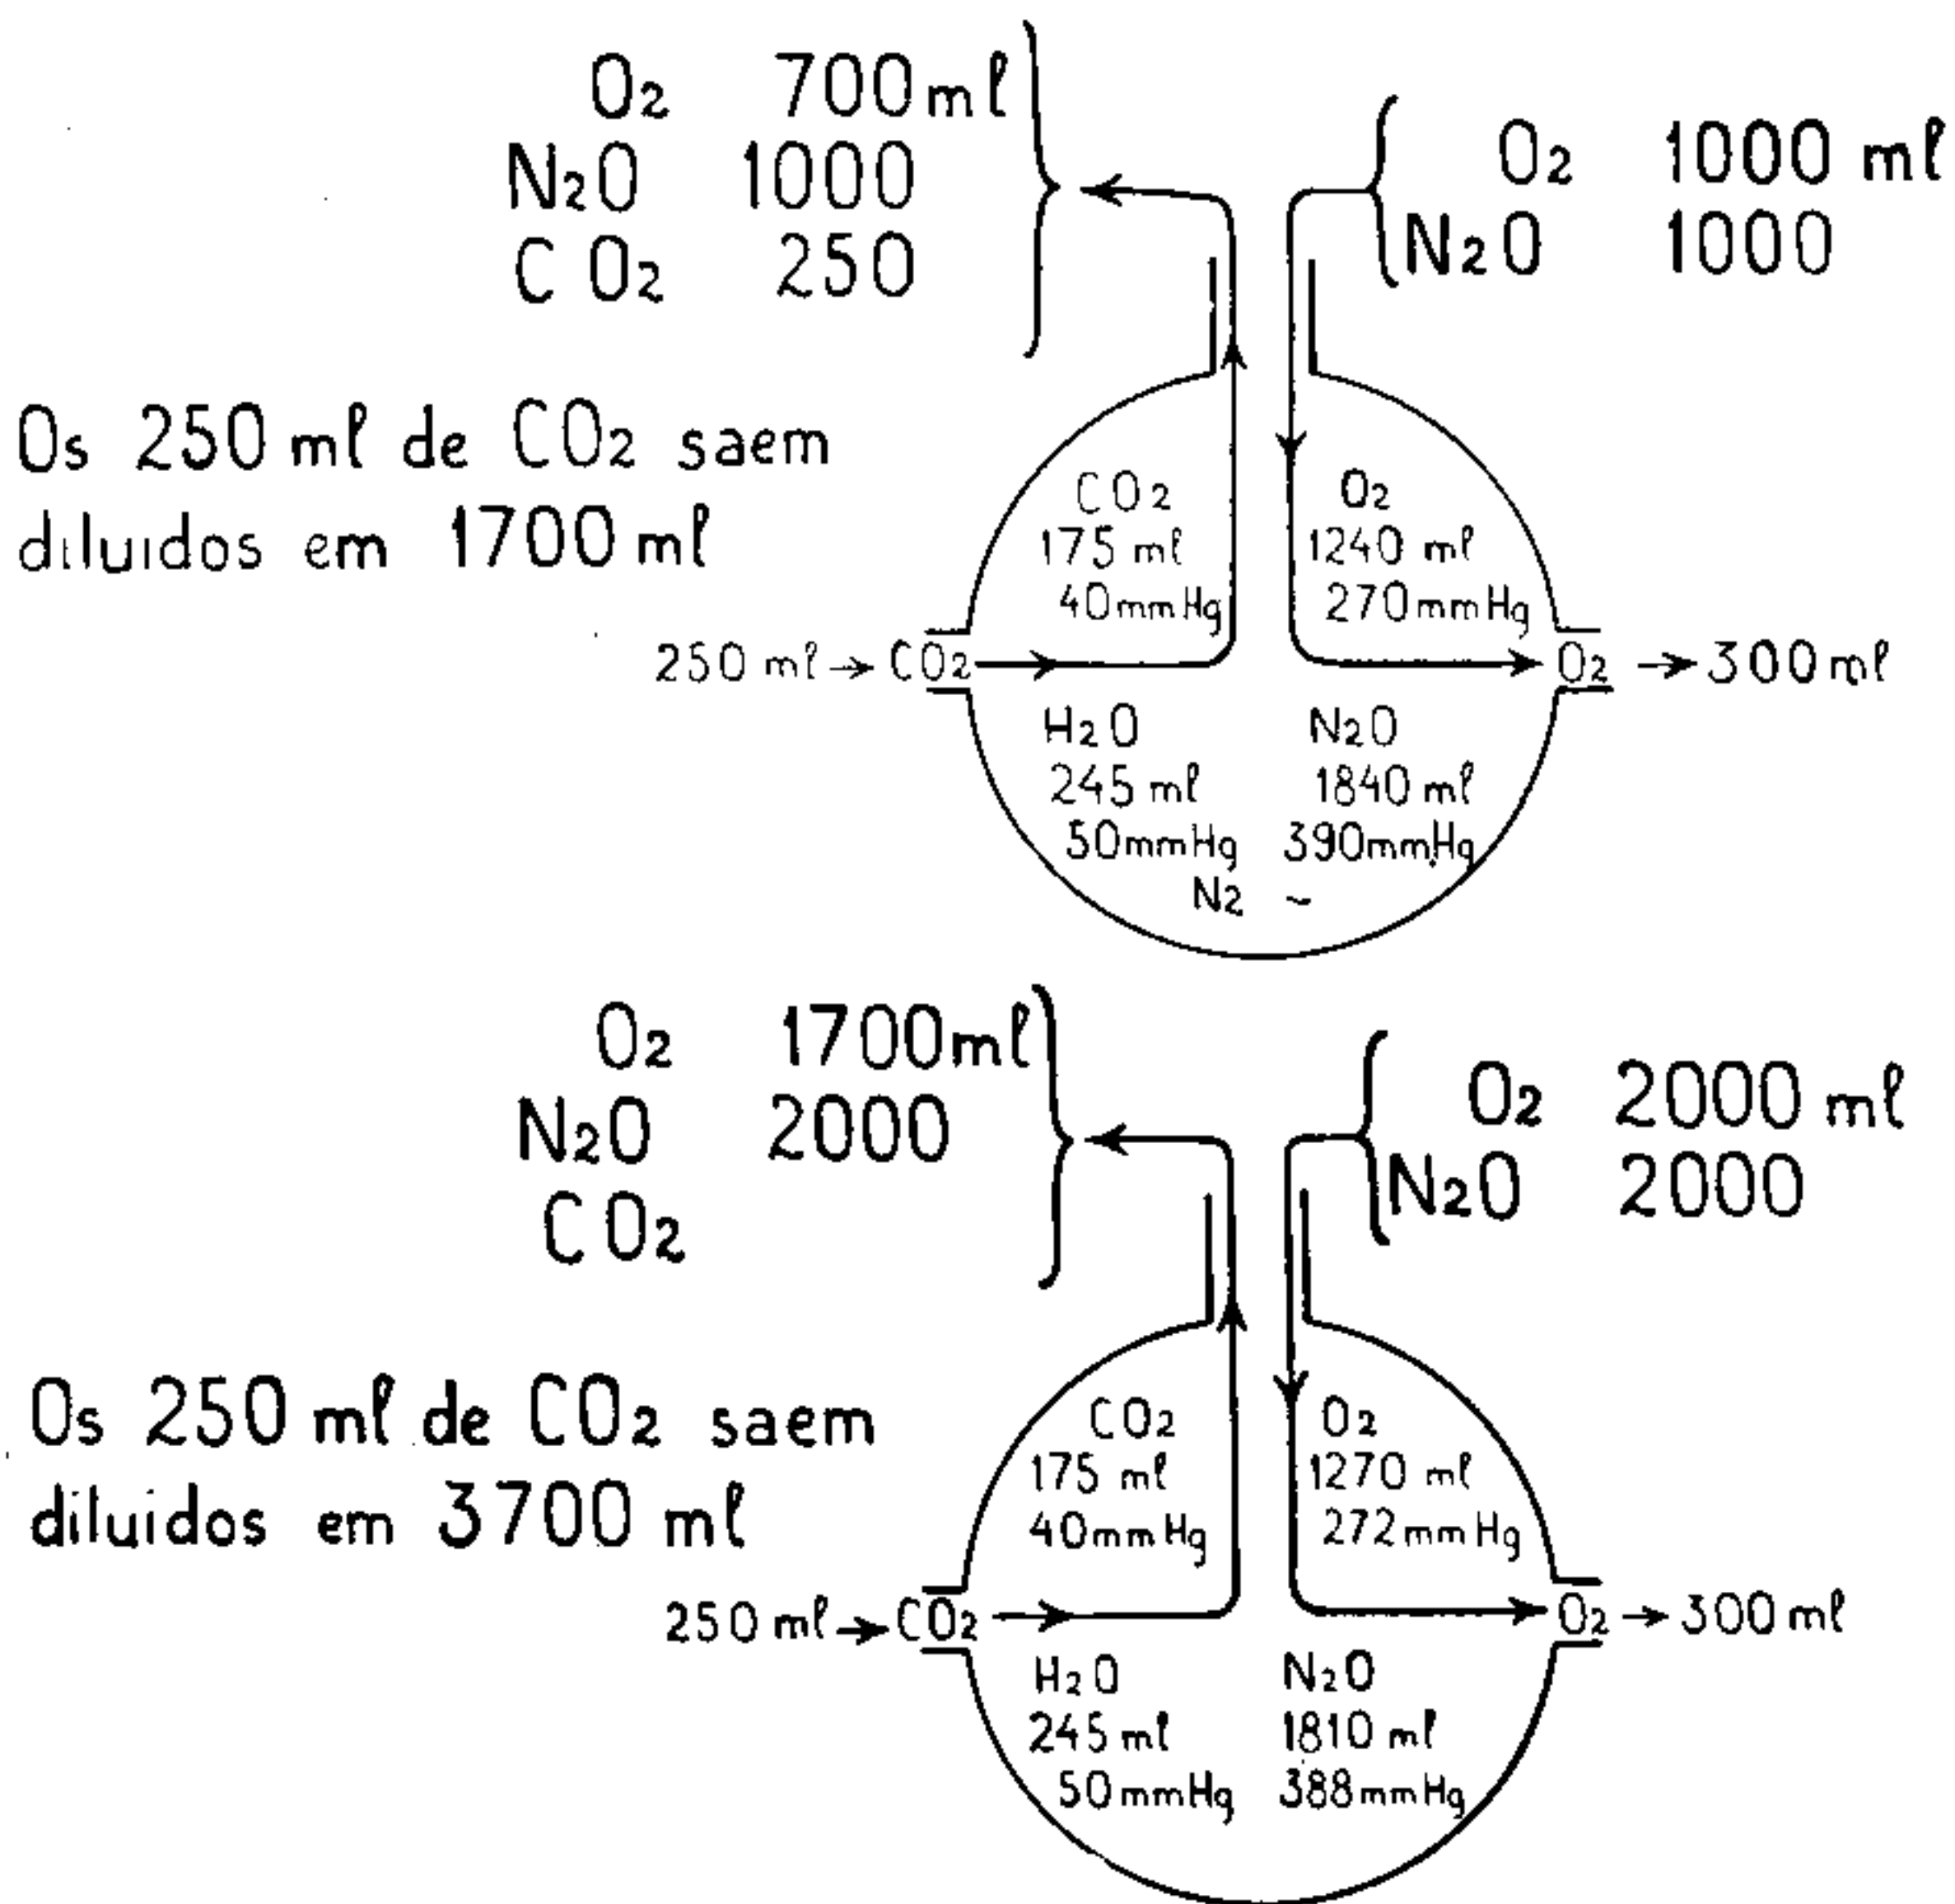 O2 700 ml
N2O 1000
CO2 250
O2 1000 ml
N2O 1000
Os 250 ml de CO2 saem
diluidos em 1700 ml
CO2
175 ml
40 mmHg
O2
1240 ml
270 mmHg
250 ml → CO2
O2 → 300 ml
H2O
245 ml
50 mmHg
N2O
1840 ml
390 mmHg
N2 ~
O2 1700 ml
N2O 2000
CO2
O2 2000 ml
N2O 2000
Os 250 ml de CO2 saem
diluidos em 3700 ml
CO2
175 ml
40 mmHg
O2
1270 ml
272 mmHg
250 ml → CO2
O2 → 300 ml
H2O
245 ml
50 mmHg
N2O
1810 ml
388 mmHg